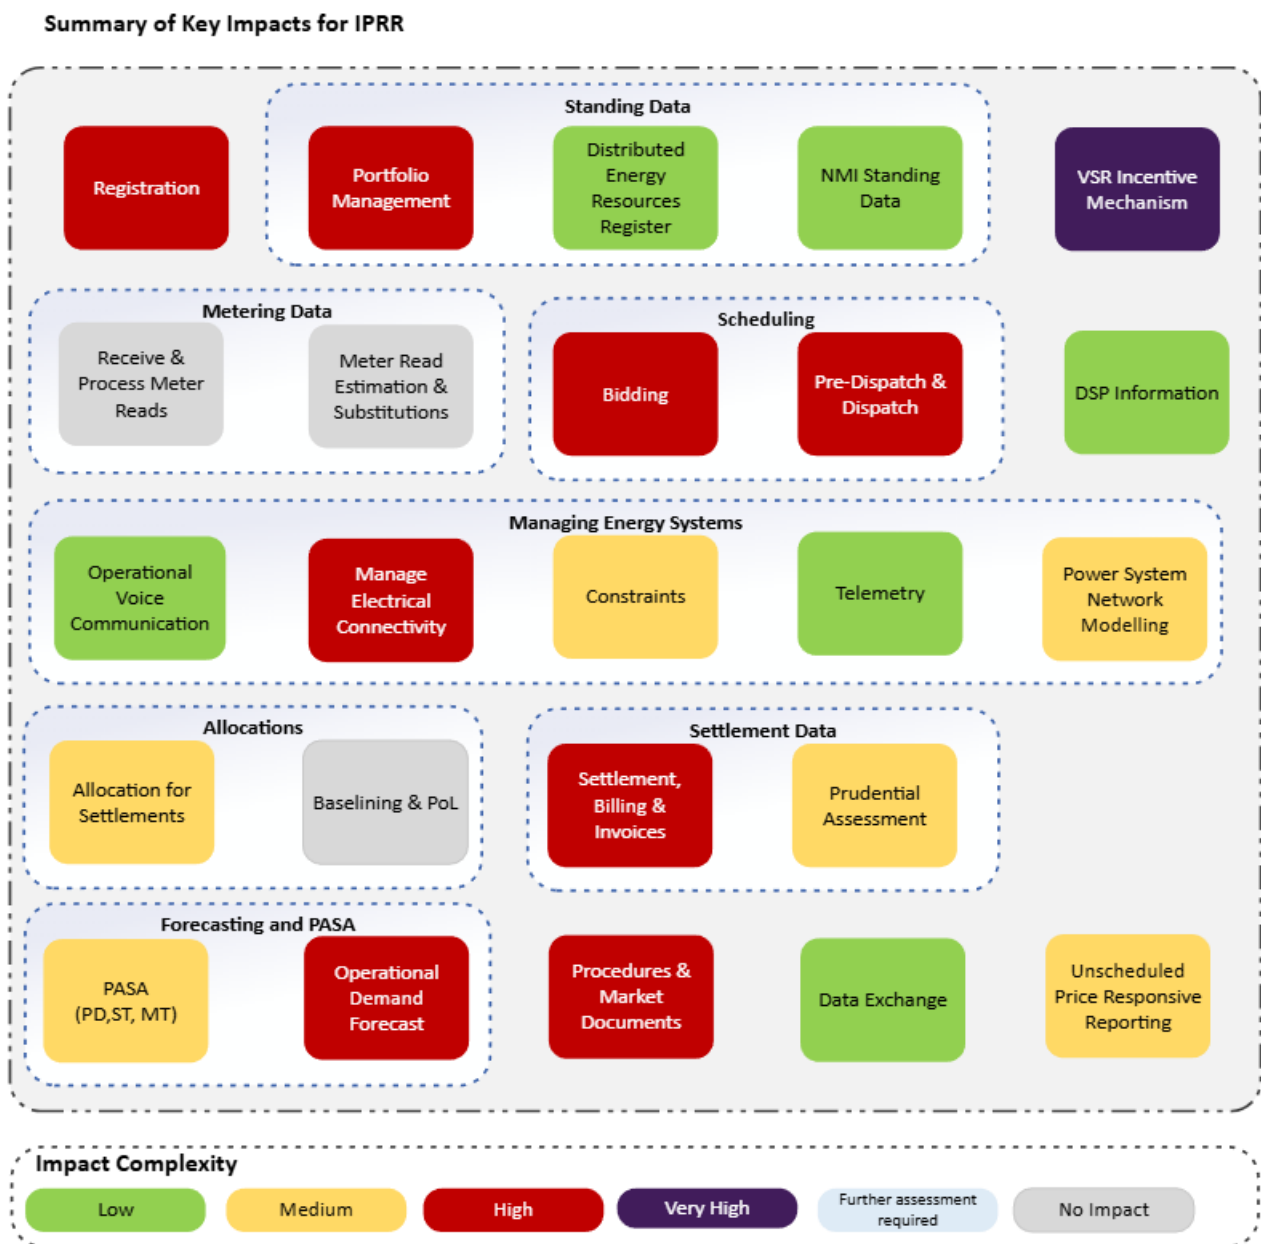 Summary of Key Impacts for IPRR
Standing Data
Registration
Portfolio
Management
Distributed
Energy
Resources
Register
NMI Standing
Data
VSR Incentive
Mechanism
Metering Data
Receive &
Process Meter
Reads
Meter Read
Estimation &
Substitutions
Scheduling
Bidding
Pre-Dispatch &
Dispatch
DSP Information
Managing Energy Systems
Operational
Voice
Communication
Manage
Electrical
Connectivity
Constraints
Telemetry
Power System
Network
Modelling
Allocations
Allocation for
Settlements
Baselining & PoL
Settlement Data
Settlement,
Billing &
Invoices
Prudential
Assessment
Forecasting and PASA
PASA
(PD,ST, MT)
Operational
Demand
Forecast
Procedures &
Market
Documents
Data Exchange
Unscheduled
Price Responsive
Reporting
Impact Complexity
Low
Medium
High
Very High
Further assessment
required
No Impact